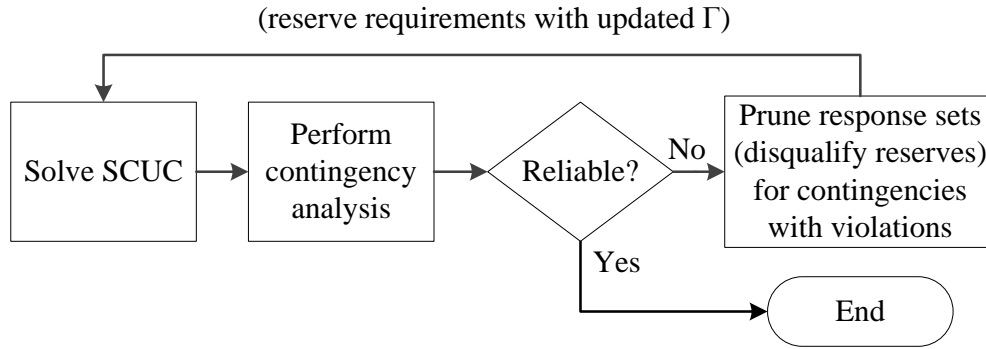 (reserve requirements with updated Γ)
Solve SCUC
Perform
contingency
analysis
Reliable?
No
Prune response sets
(disqualify reserves)
for contingencies
with violations
Yes
End